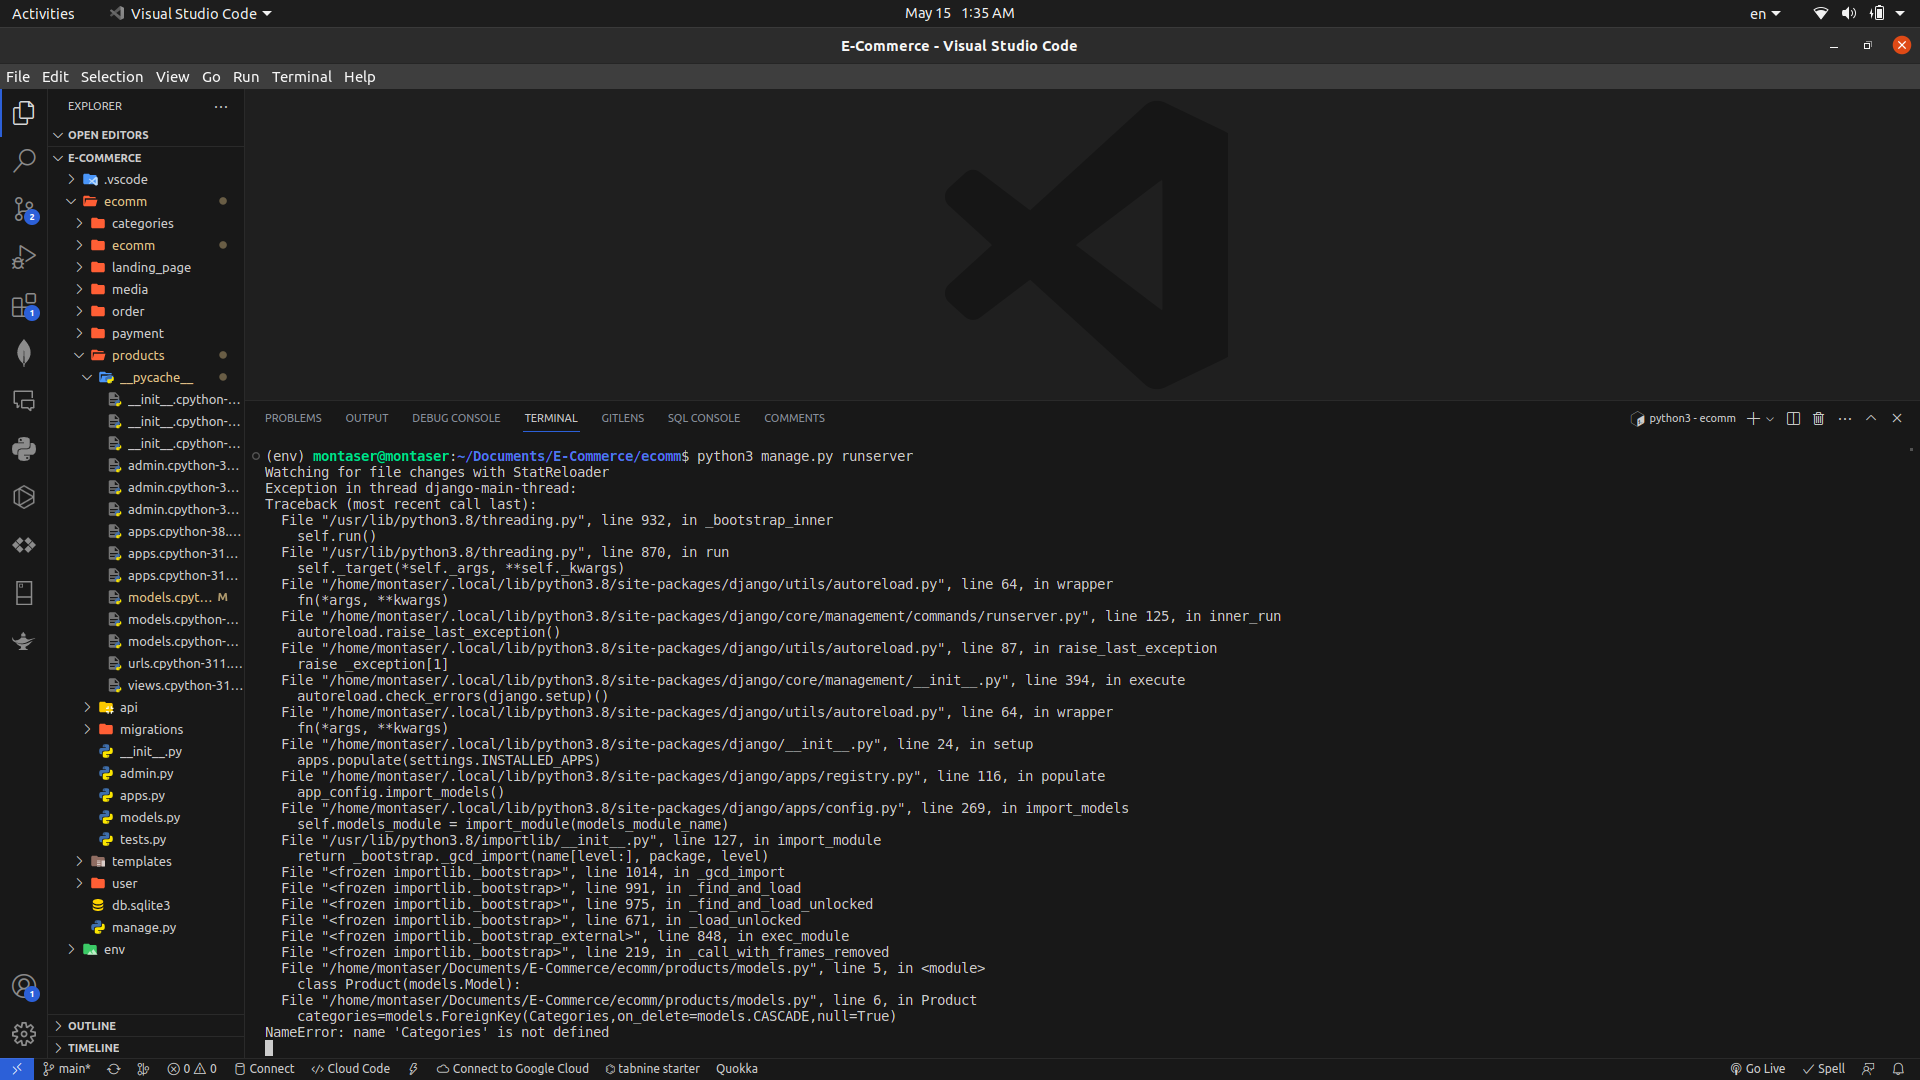 Activities
Visual Studio Code
May 15 1:35 AM
en
E-Commerce - Visual Studio Code
File Edit Selection View Go Run Terminal Help
EXPLORER
OPEN EDITORS
E-COMMERCE
.vscode
ecomm
categories
ecomm
landing_page
media
order
payment
products
__pycache__
__init__.cpython-...
__init__.cpython-...
__init__.cpython-...
admin.cpython-3...
admin.cpython-3...
admin.cpython-3...
apps.cpython-38....
apps.cpython-31...
apps.cpython-31...
models.cpyt... M
models.cpython-...
models.cpython-...
urls.cpython-311....
views.cpython-31...
api
migrations
__init__.py
admin.py
apps.py
models.py
tests.py
templates
user
db.sqlite3
manage.py
env
OUTLINE
TIMELINE
2
1
1
PROBLEMS OUTPUT DEBUG CONSOLE TERMINAL GITLENS SQL CONSOLE COMMENTS
python3 - ecomm
(env) montaser@montaser:~/Documents/E-Commerce/ecomm$ python3 manage.py runserver
Watching for file changes with StatReloader
Exception in thread django-main-thread:
Traceback (most recent call last):
  File "/usr/lib/python3.8/threading.py", line 932, in _bootstrap_inner
    self.run()
  File "/usr/lib/python3.8/threading.py", line 870, in run
    self._target(*self._args, **self._kwargs)
  File "/home/montaser/.local/lib/python3.8/site-packages/django/utils/autoreload.py", line 64, in wrapper
    fn(*args, **kwargs)
  File "/home/montaser/.local/lib/python3.8/site-packages/django/core/management/commands/runserver.py", line 125, in inner_run
    autoreload.raise_last_exception()
  File "/home/montaser/.local/lib/python3.8/site-packages/django/utils/autoreload.py", line 87, in raise_last_exception
    raise _exception[1]
  File "/home/montaser/.local/lib/python3.8/site-packages/django/core/management/__init__.py", line 394, in execute
    autoreload.check_errors(django.setup)()
  File "/home/montaser/.local/lib/python3.8/site-packages/django/utils/autoreload.py", line 64, in wrapper
    fn(*args, **kwargs)
  File "/home/montaser/.local/lib/python3.8/site-packages/django/__init__.py", line 24, in setup
    apps.populate(settings.INSTALLED_APPS)
  File "/home/montaser/.local/lib/python3.8/site-packages/django/apps/registry.py", line 116, in populate
    app_config.import_models()
  File "/home/montaser/.local/lib/python3.8/site-packages/django/apps/config.py", line 269, in import_models
    self.models_module = import_module(models_module_name)
  File "/usr/lib/python3.8/importlib/__init__.py", line 127, in import_module
    return _bootstrap._gcd_import(name[level:], package, level)
  File "<frozen importlib._bootstrap>", line 1014, in _gcd_import
  File "<frozen importlib._bootstrap>", line 991, in _find_and_load
  File "<frozen importlib._bootstrap>", line 975, in _find_and_load_unlocked
  File "<frozen importlib._bootstrap>", line 671, in _load_unlocked
  File "<frozen importlib._bootstrap_external>", line 848, in exec_module
  File "<frozen importlib._bootstrap>", line 219, in _call_with_frames_removed
  File "/home/montaser/Documents/E-Commerce/ecomm/products/models.py", line 5, in <module>
    class Product(models.Model):
  File "/home/montaser/Documents/E-Commerce/ecomm/products/models.py", line 6, in Product
    categories=models.ForeignKey(Categories,on_delete=models.CASCADE,null=True)
NameError: name 'Categories' is not defined
main* 0 0 Connect Cloud Code Connect to Google Cloud tabnine starter Quokka Go Live Spell